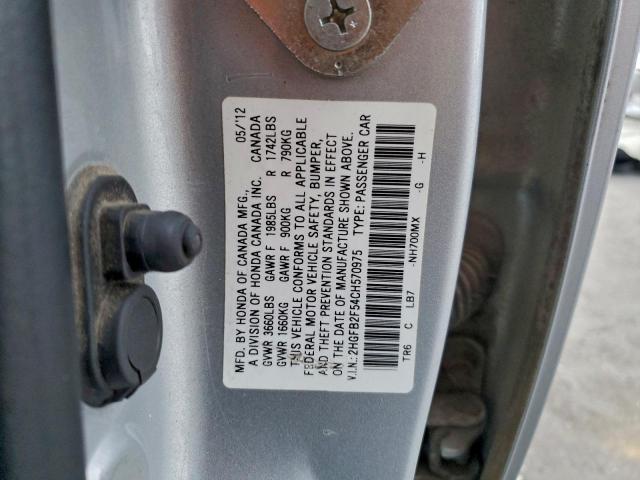 MFD. BY HONDA OF CANADA MFG., 05/'12
A DIVISION OF HONDA CANADA INC. CANADA
GVWR 3660LBS GAWR F 1985LBS R 1742LBS
GVWR 1660KG GAWR F 900KG R 790KG
THIS VEHICLE CONFORMS TO ALL APPLICABLE
FEDERAL MOTOR VEHICLE SAFETY, BUMPER,
AND THEFT PREVENTION STANDARDS IN EFFECT
ON THE DATE OF MANUFACTURE SHOWN ABOVE.
V.I.N.: 2HGFB2F54CH570975 TYPE: PASSENGER CAR
TR6 C LB7 -NH700MX -G -H